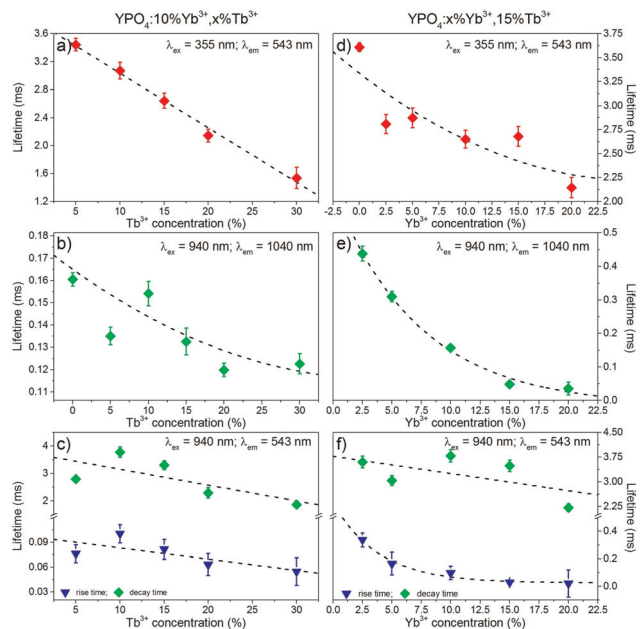 YPO₄:10%Yb³⁺,x%Tb³⁺
YPO₄:x%Yb³⁺,15%Tb³⁺
a)
λex = 355 nm; λem = 543 nm
3.6
3.0
2.4
1.8
1.2
Lifetime (ms)
5 10 15 20 25 30
Tb³⁺ concentration (%)
d)
λex = 355 nm; λem = 543 nm
3.75
3.50
3.25
3.00
2.75
2.50
2.25
2.00
Lifetime (ms)
-2.5 0.0 2.5 5.0 7.5 10.0 12.5 15.0 17.5 20.0 22.5
Yb³⁺ concentration (%)
b)
λex = 940 nm; λem = 1040 nm
0.18
0.17
0.16
0.15
0.14
0.13
0.12
0.11
Lifetime (ms)
0 5 10 15 20 25 30
Tb³⁺ concentration (%)
e)
λex = 940 nm; λem = 1040 nm
0.5
0.4
0.3
0.2
0.1
0.0
Lifetime (ms)
0.0 2.5 5.0 7.5 10.0 12.5 15.0 17.5 20.0 22.5
Yb³⁺ concentration (%)
c)
λex = 940 nm; λem = 543 nm
4
2
0.09
0.06
0.03
Lifetime (ms)
rise time; decay time
5 10 15 20 25 30
Tb³⁺ concentration (%)
f)
λex = 940 nm; λem = 543 nm
4.50
3.75
3.00
2.25
0.4
0.2
0.0
Lifetime (ms)
rise time; decay time
0.0 2.5 5.0 7.5 10.0 12.5 15.0 17.5 20.0 22.5
Yb³⁺ concentration (%)